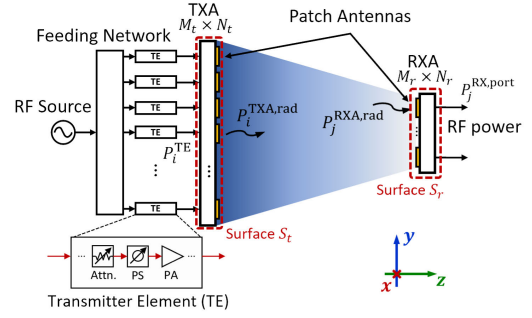 TXA
M_t × N_t
Patch Antennas
Feeding Network
TE
TE
TE
TE
TE
RXA
M_r × N_r
RF Source
P_i^TE
P_i^TXA,rad
P_j^RXA,rad
P_j^RX,port
RF power
...
Surface S_t
Surface S_r
... Attn. PS PA ...
Transmitter Element (TE)
y
x
z